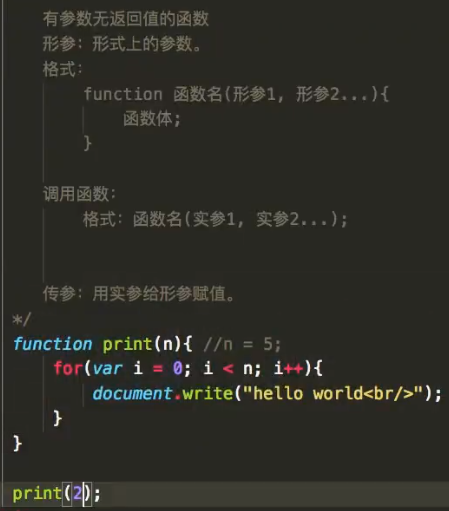 有参数无返回值的函数
形参：形式上的参数。
格式：
function 函数名(形参1, 形参2...){
函数体;
}
调用函数：
格式：函数名(实参1, 实参2...);
传参：用实参给形参赋值。
*/
function print(n){ //n = 5;
for(var i = 0; i < n; i++){
document.write("hello world<br/>");
}
}
print(2);